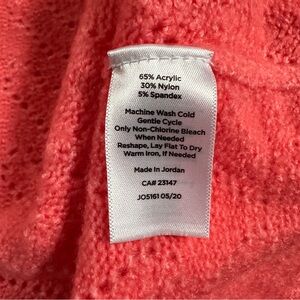 65% Acrylic
30% Nylon
5% Spandex
Machine Wash Cold
Gentle Cycle
Only Non-Chlorine Bleach
When Needed
Reshape, Lay Flat To Dry
Warm Iron, If Needed
Made In Jordan
CA# 23147
JO5161 05/20